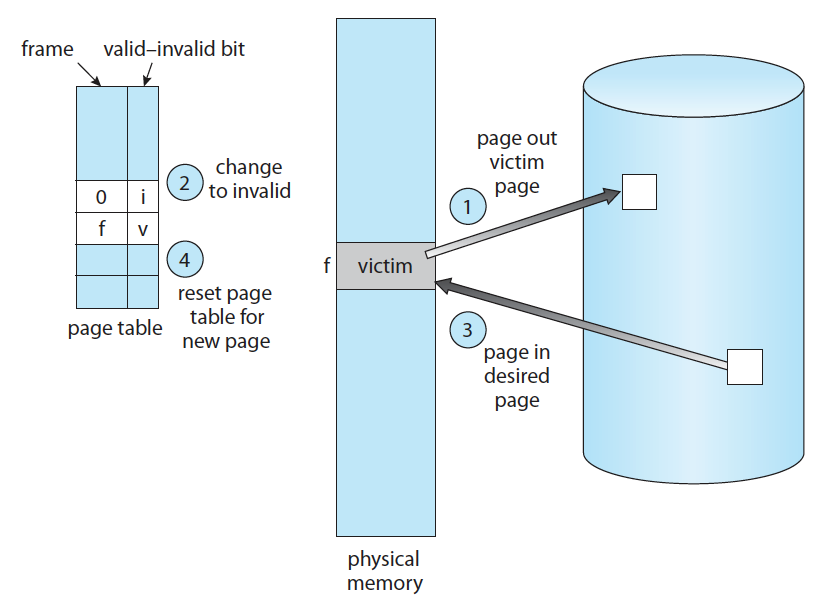 frame
valid–invalid bit
0
i
f
v
page table
2
change
to invalid
4
reset page
table for
new page
f
victim
physical
memory
1
page out
victim
page
3
page in
desired
page